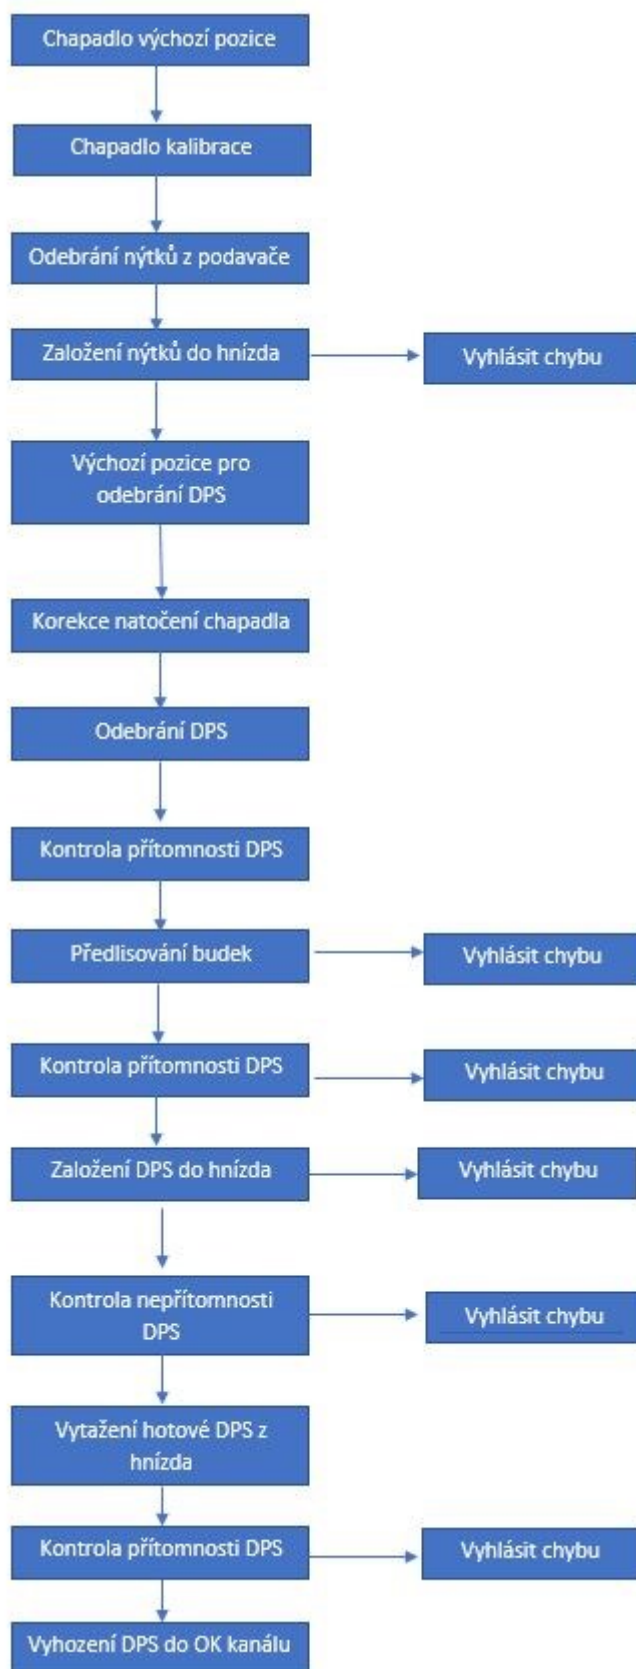 Chapadlo výchozí pozice
Chapadlo kalibrace
Odebrání nýtků z podavače
Založení nýtků do hnízda
Vyhlásit chybu
Výchozí pozice pro
odebrání DPS
Korekce natočení chapadla
Odebrání DPS
Kontrola přítomnosti DPS
Předlisování budek
Vyhlásit chybu
Kontrola přítomnosti DPS
Vyhlásit chybu
Založení DPS do hnízda
Vyhlásit chybu
Kontrola nepřítomnosti
DPS
Vyhlásit chybu
Vytažení hotové DPS z
hnízda
Kontrola přítomnosti DPS
Vyhlásit chybu
Vyhození DPS do OK kanálu